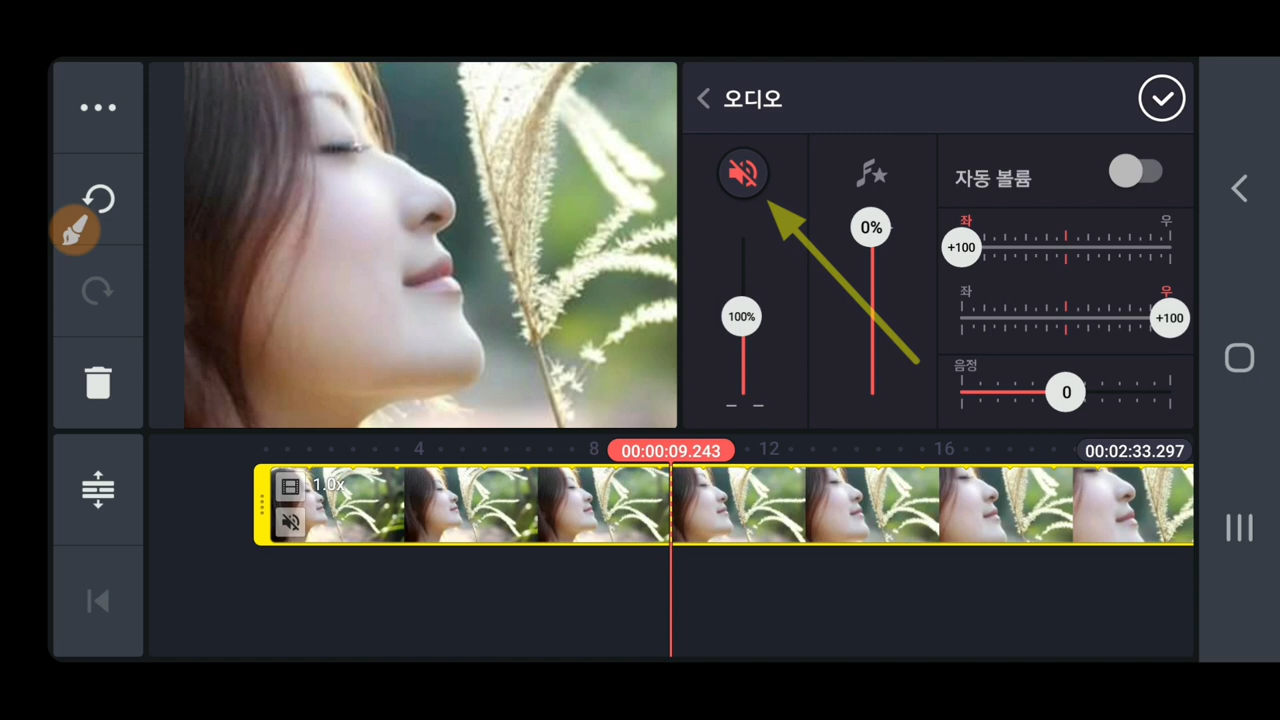 오디오
자동 볼륨
좌 우
+100
0%
100%
좌 우
+100
음정
0
4 8 00:00:09.243 12 16 00:02:33.297
1.0x